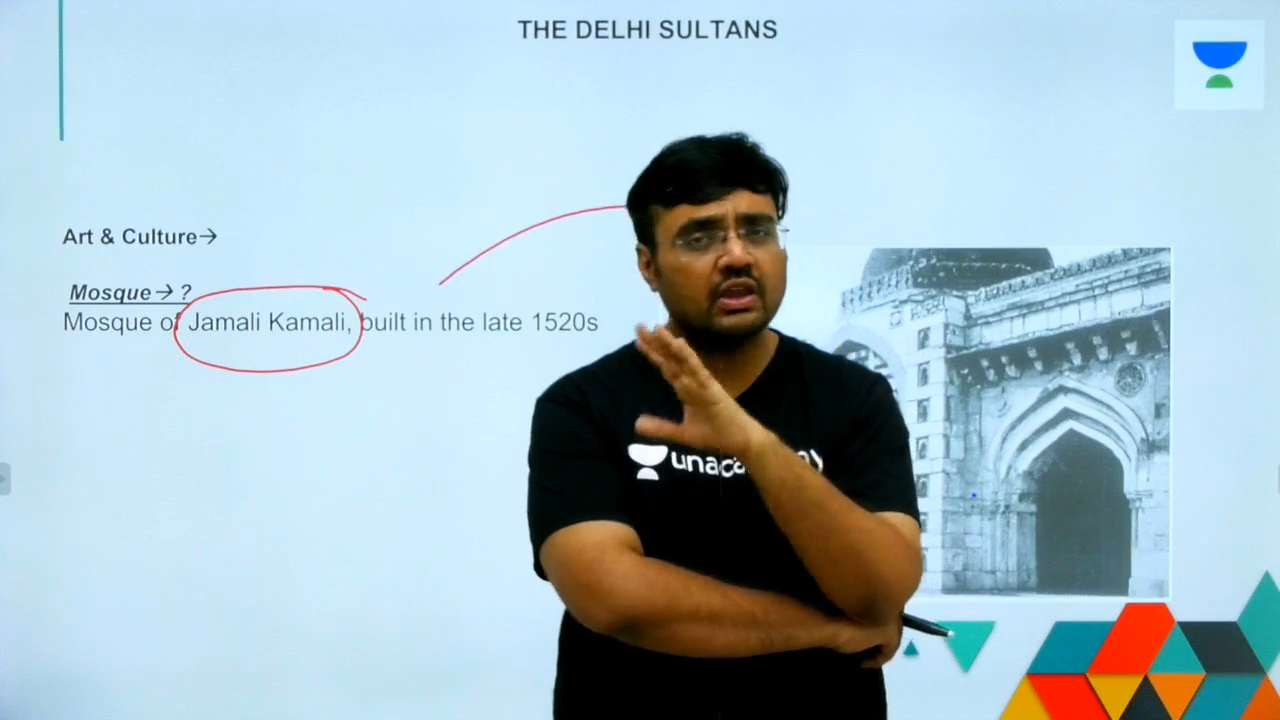 THE DELHI SULTANS
Art & Culture→
Mosque→ ?
Mosque of Jamali Kamali, built in the late 1520s